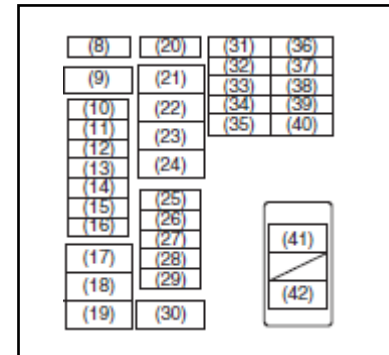 (8) (20) (31) (36)
(32) (37)
(9) (21) (33) (38)
(10) (22) (34) (39)
(11) (35) (40)
(12) (23)
(13) (24)
(14)
(15) (25)
(16) (26)
(27) (41)
(17) (28)
(18) (29) (42)
(19) (30)